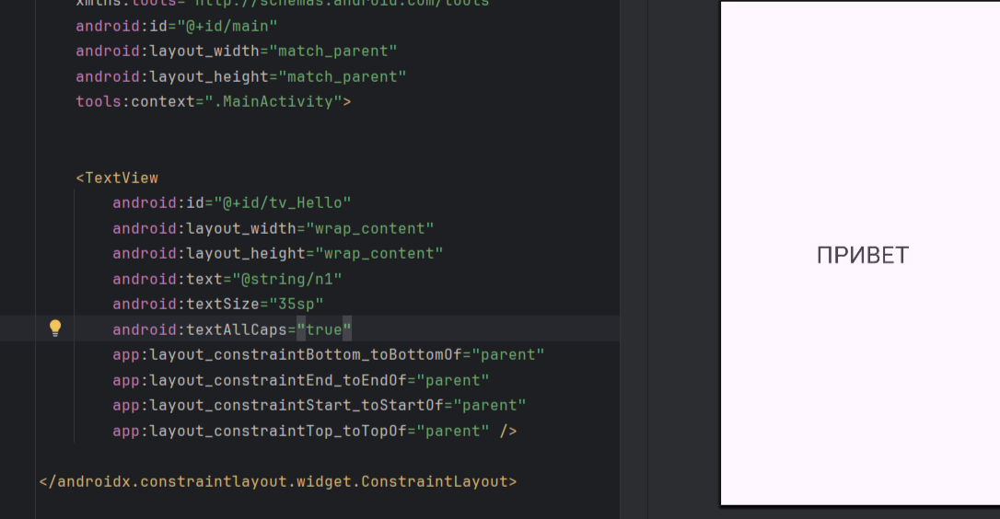 xmlns:tools="http://schemas.android.com/tools"
android:id="@+id/main"
android:layout_width="match_parent"
android:layout_height="match_parent"
tools:context=".MainActivity">
<TextView
android:id="@+id/tv_Hello"
android:layout_width="wrap_content"
android:layout_height="wrap_content"
android:text="@string/n1"
android:textSize="35sp"
android:textAllCaps="true"
app:layout_constraintBottom_toBottomOf="parent"
app:layout_constraintEnd_toEndOf="parent"
app:layout_constraintStart_toStartOf="parent"
app:layout_constraintTop_toTopOf="parent" />
</androidx.constraintlayout.widget.ConstraintLayout>
ПРИВЕТ